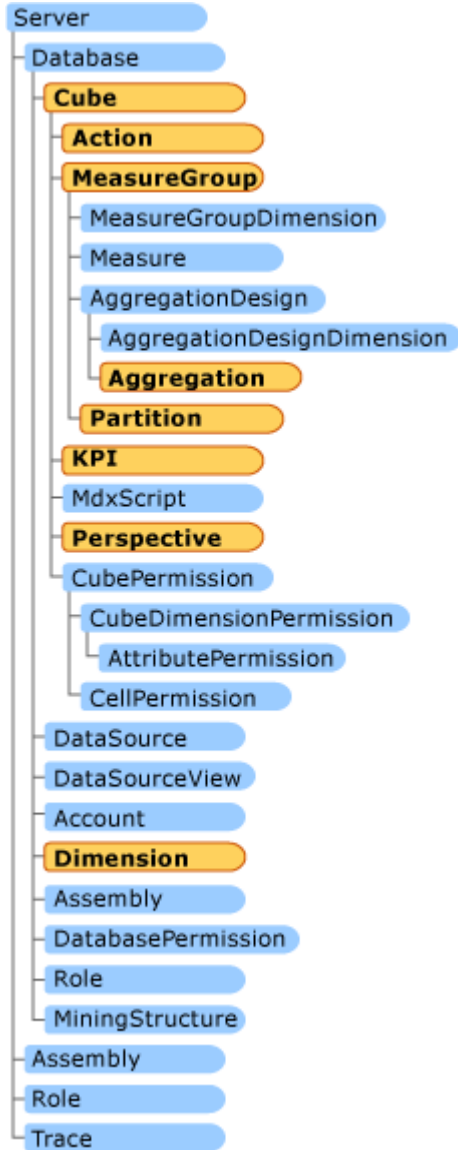 Server
Database
Cube
Action
MeasureGroup
MeasureGroupDimension
Measure
AggregationDesign
AggregationDesignDimension
Aggregation
Partition
KPI
MdxScript
Perspective
CubePermission
CubeDimensionPermission
AttributePermission
CellPermission
DataSource
DataSourceView
Account
Dimension
Assembly
DatabasePermission
Role
MiningStructure
Assembly
Role
Trace